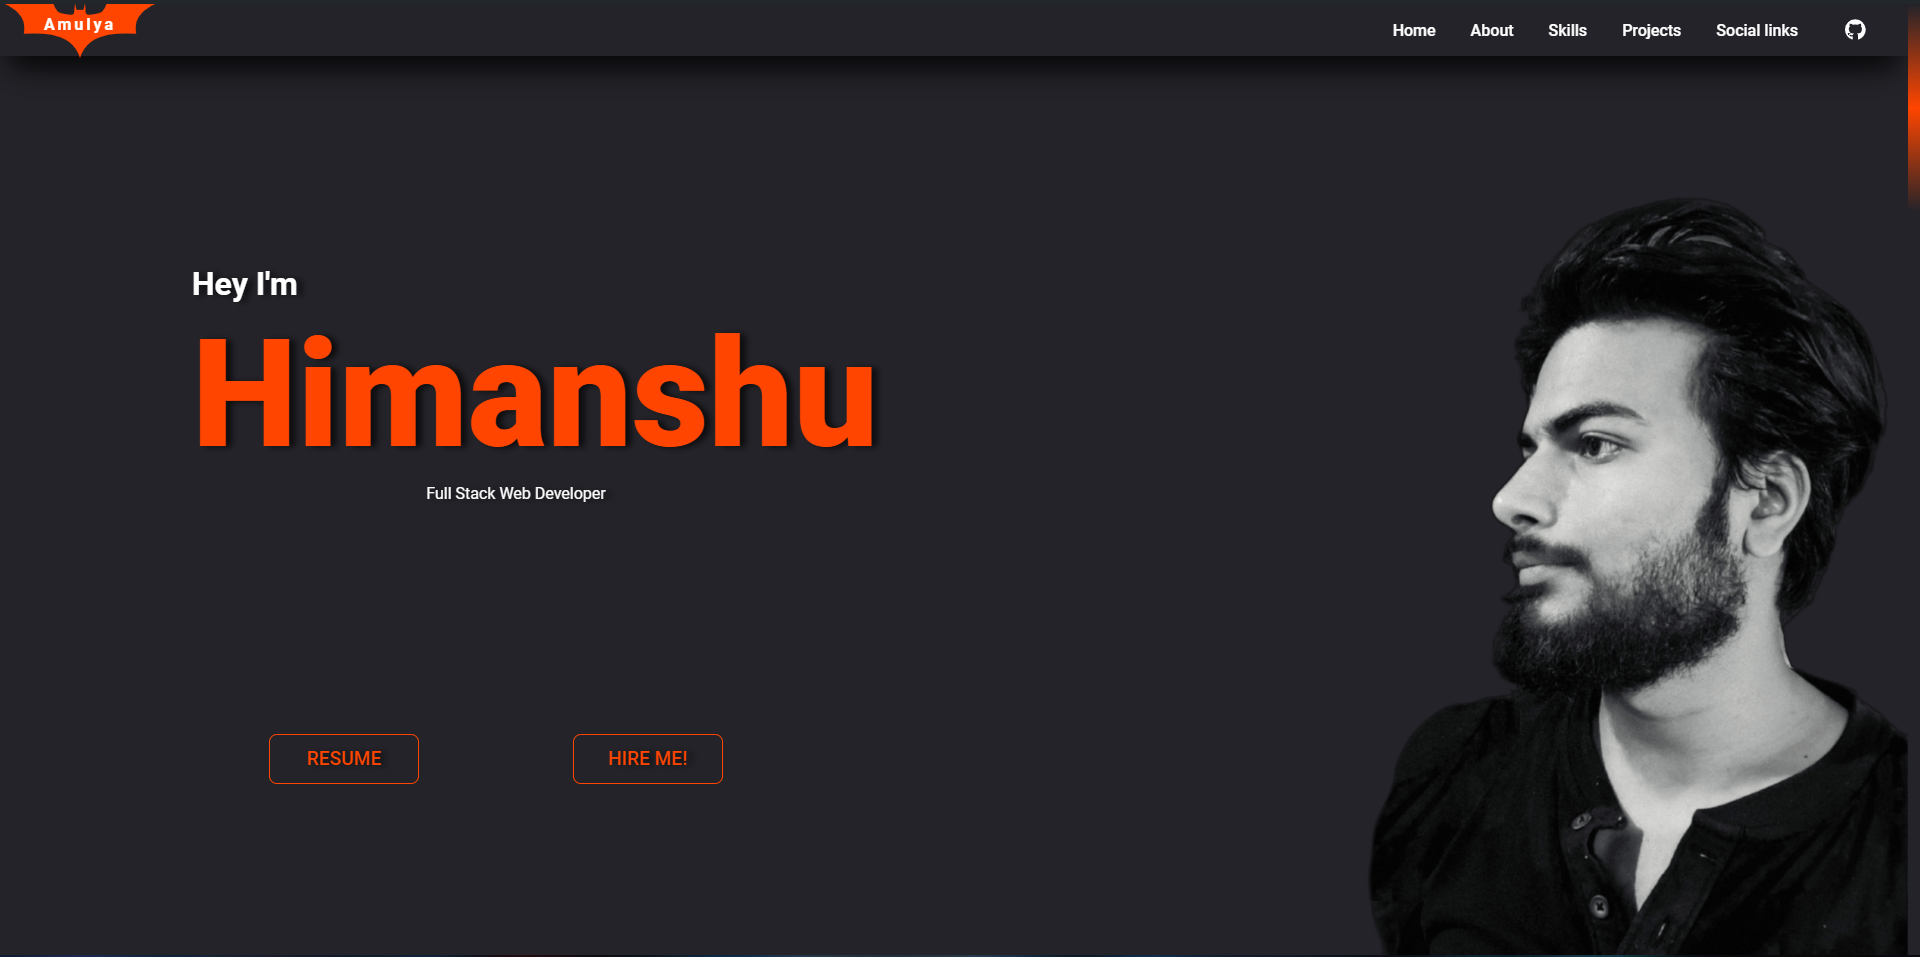 Amulya
Home About Skills Projects Social links
Hey I'm
Himanshu
Full Stack Web Developer
RESUME HIRE ME!